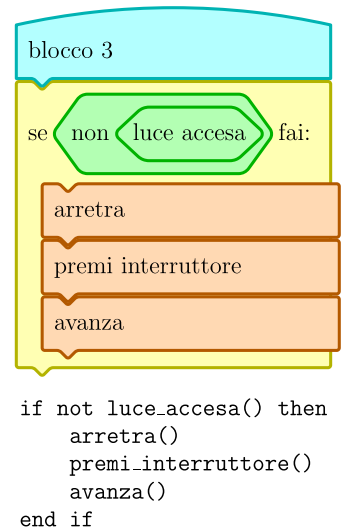 blocco 3
se non luce accesa fai:
arretra
premi interruttore
avanza
if not luce_accesa() then
    arretra()
    premi_interruttore()
    avanza()
end if